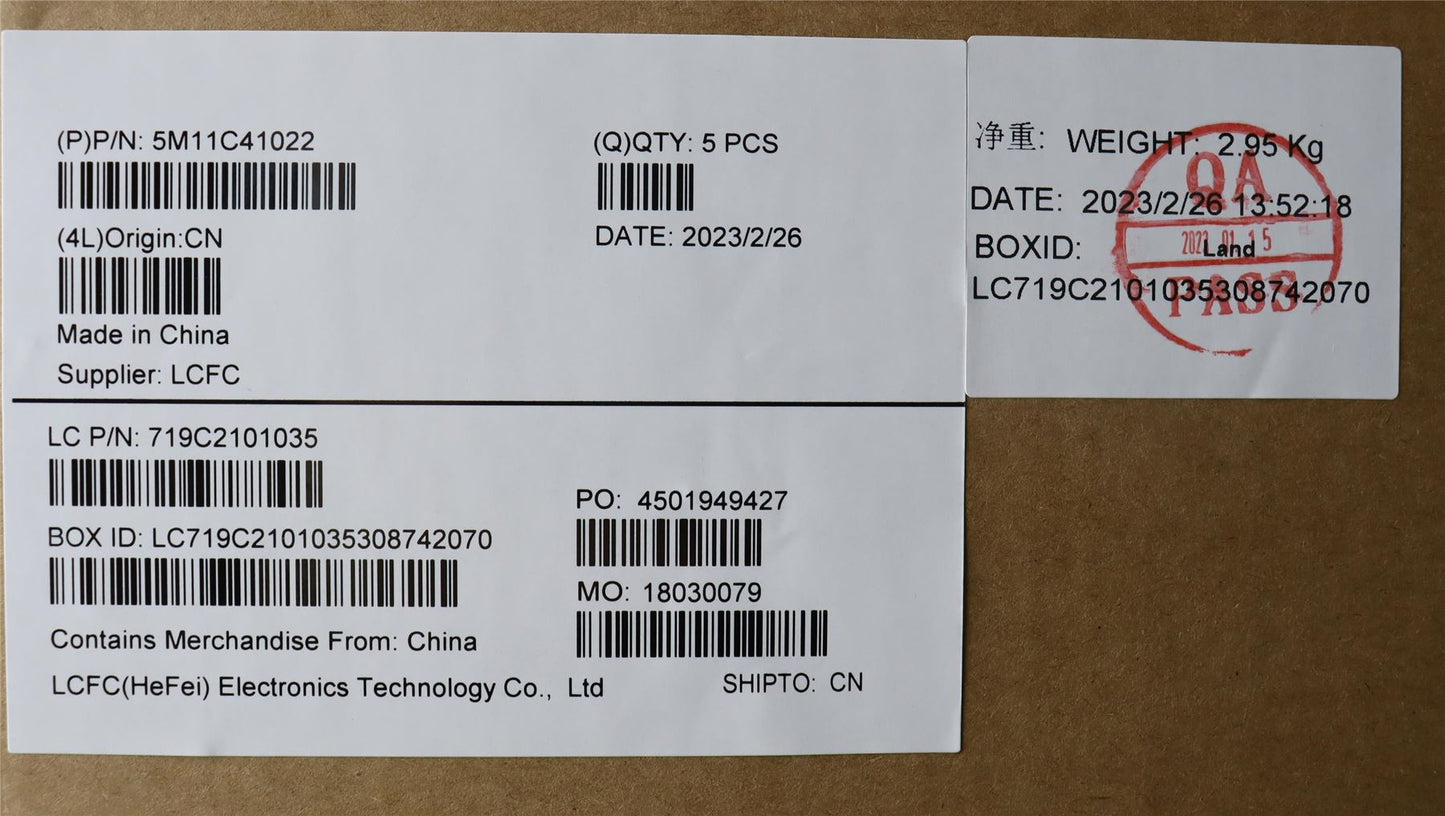 (P)P/N: 5M11C41022
(Q)QTY: 5 PCS
(4L)Origin:CN
DATE: 2023/2/26
Made in China
Supplier: LCFC
LC P/N: 719C2101035
PO: 4501949427
BOX ID: LC719C2101035308742070
MO: 18030079
Contains Merchandise From: China
LCFC(HeFei) Electronics Technology Co., Ltd
SHIPTO: CN
净重: WEIGHT: 2.95 Kg
DATE: 2023/2/26 13:52:18
BOXID:
LC719C2101035308742070
QA
Land
PASS